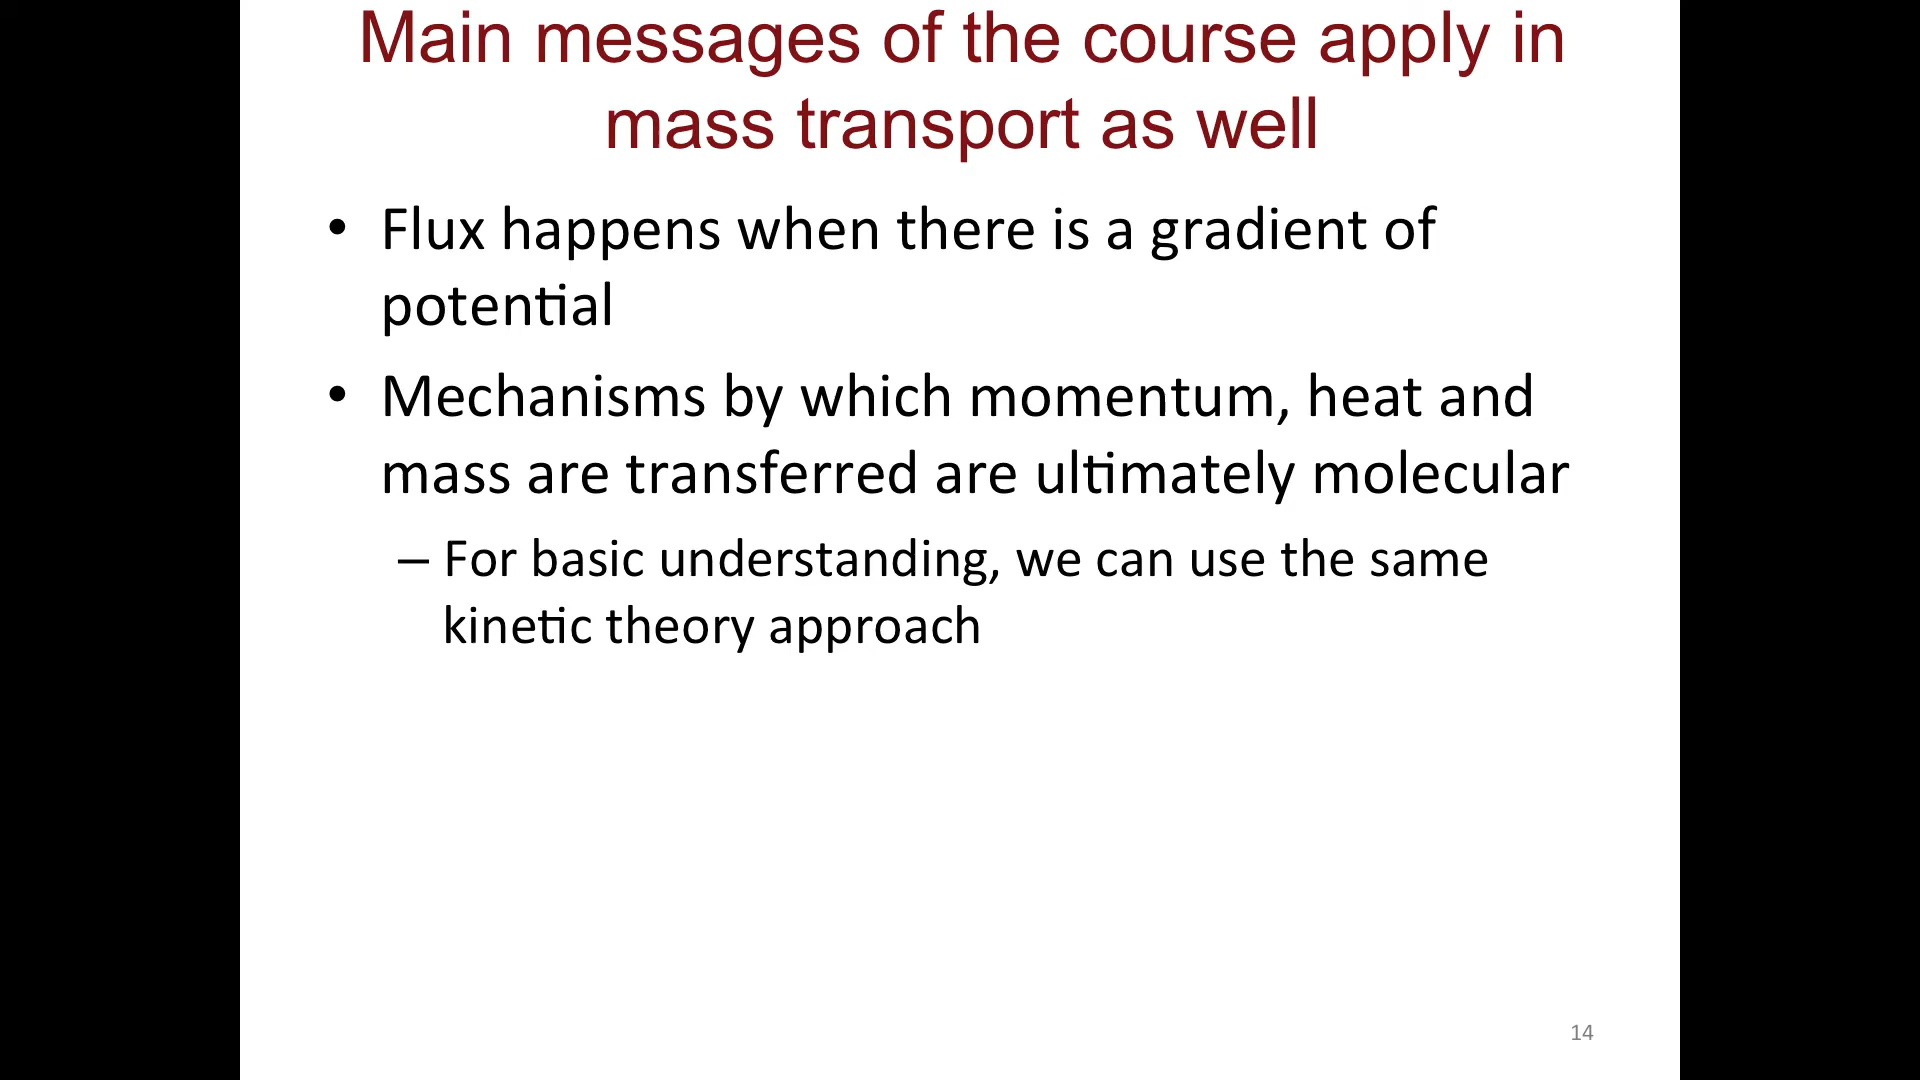 Main messages of the course apply in
mass transport as well
• Flux happens when there is a gradient of
potential
• Mechanisms by which momentum, heat and
mass are transferred are ultimately molecular
– For basic understanding, we can use the same
kinetic theory approach
14